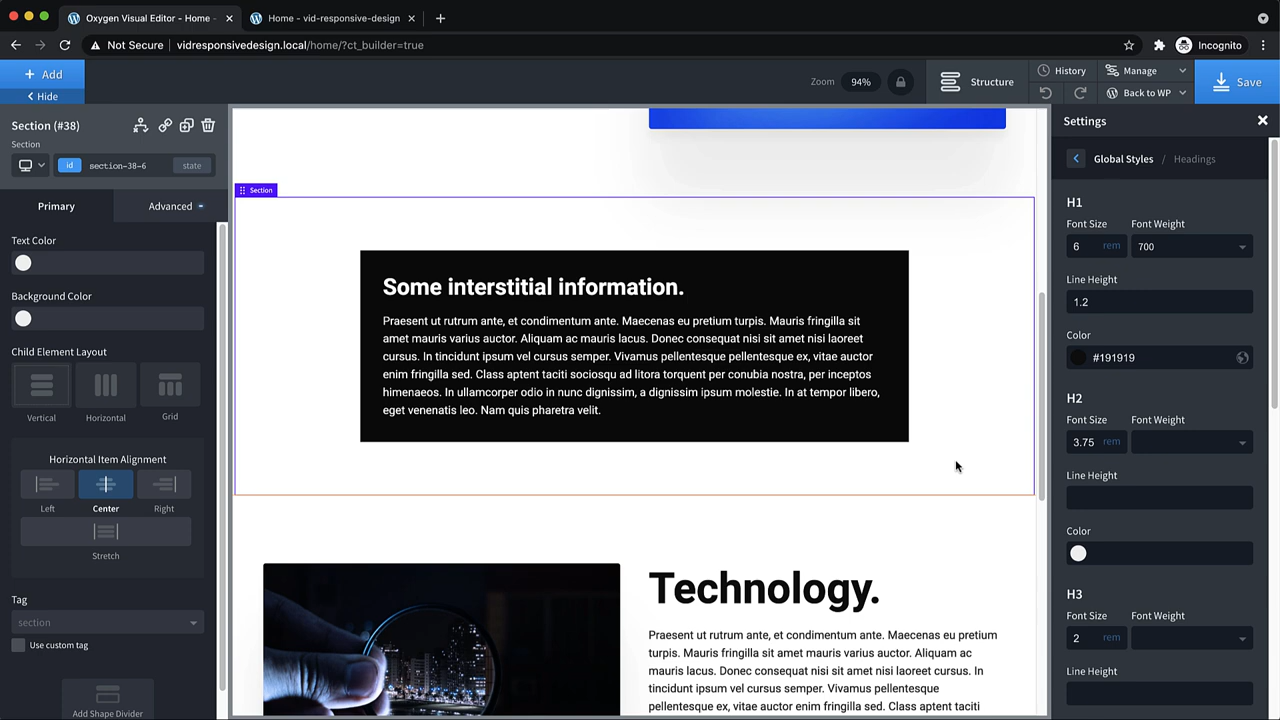 Oxygen Visual Editor - Home -
Home - vid-responsive-design
Not Secure
vidresponsivedesign.local/home/?ct_builder=true
Incognito
+ Add
< Hide
Zoom
94%
Structure
History
Manage
Back to WP
Save
Section (#38)
Section
id
section-38-6
state
Primary
Advanced
Text Color
Background Color
Child Element Layout
Vertical
Horizontal
Grid
Horizontal Item Alignment
Left
Center
Right
Stretch
Tag
section
Use custom tag
Add Shape Divider
Section
Some interstitial information.
Praesent ut rutrum ante, et condimentum ante. Maecenas eu pretium turpis. Mauris fringilla sit
amet mauris varius auctor. Aliquam ac mauris lacus. Donec consequat nisi sit amet nisi laoreet
cursus. In tincidunt ipsum vel cursus semper. Vivamus pellentesque pellentesque ex, vitae auctor
enim fringilla sed. Class aptent taciti sociosqu ad litora torquent per conubia nostra, per inceptos
himenaeos. In ullamcorper odio in nunc dignissim, a dignissim ipsum molestie. In at tempor libero,
eget venenatis leo. Nam quis pharetra velit.
Technology.
Praesent ut rutrum ante, et condimentum ante. Maecenas eu pretium
turpis. Mauris fringilla sit amet mauris varius auctor. Aliquam ac
mauris lacus. Donec consequat nisi sit amet nisi laoreet cursus. In
tincidunt ipsum vel cursus semper. Vivamus pellentesque
pellentesque ex, vitae auctor enim fringilla sed. Class aptent taciti
Settings
Global Styles / Headings
H1
Font Size
Font Weight
6 rem
700
Line Height
1.2
Color
#191919
H2
Font Size
Font Weight
3.75 rem
Line Height
Color
H3
Font Size
Font Weight
2 rem
Line Height